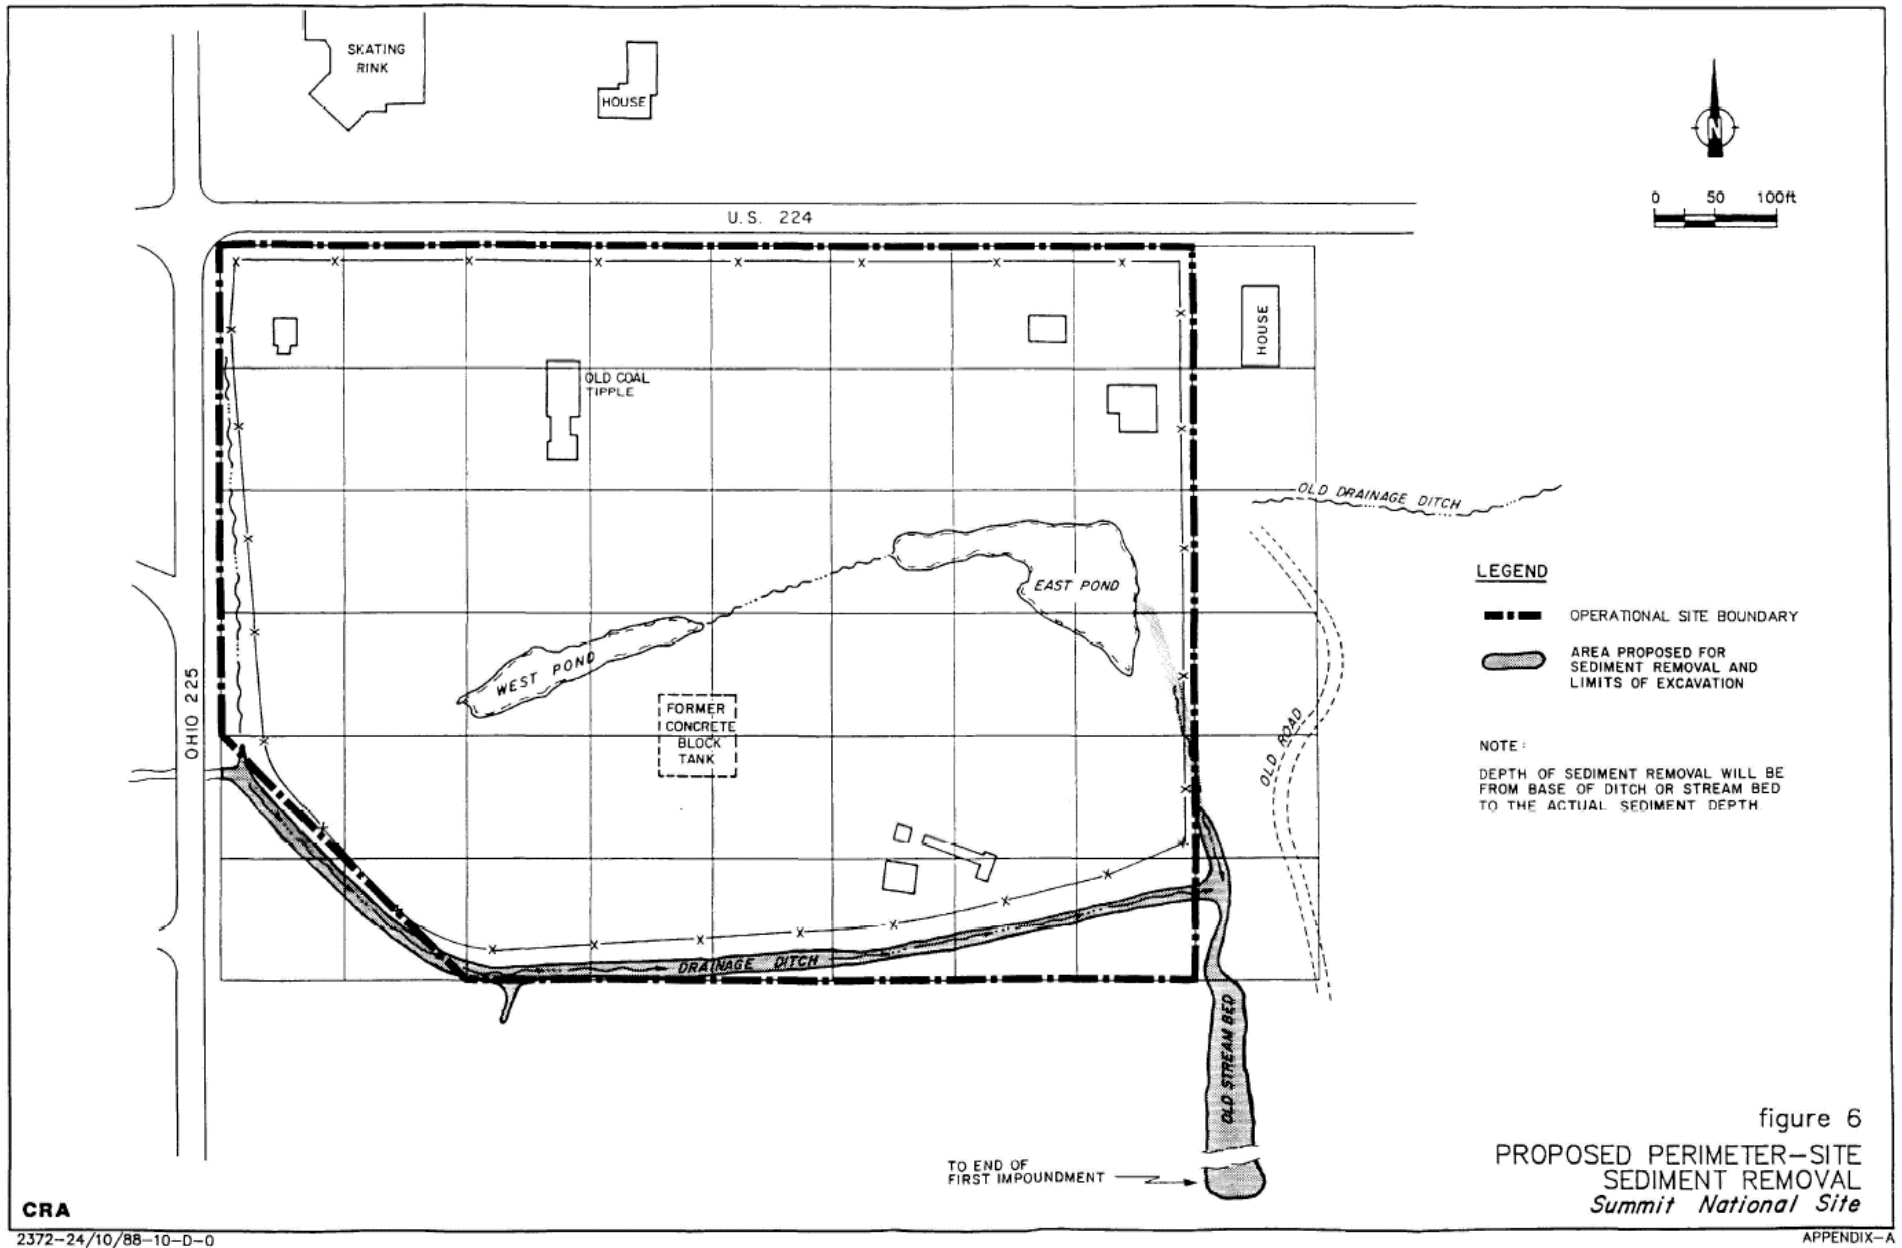 SKATING
RINK
HOUSE
N
0 50 100ft
U.S. 224
HOUSE
OLD COAL
TIPPLE
OLD DRAINAGE DITCH
EAST POND
WEST POND
FORMER
CONCRETE
BLOCK
TANK
OHIO 225
OLD ROAD
LEGEND
OPERATIONAL SITE BOUNDARY
AREA PROPOSED FOR
SEDIMENT REMOVAL AND
LIMITS OF EXCAVATION
NOTE:
DEPTH OF SEDIMENT REMOVAL WILL BE
FROM BASE OF DITCH OR STREAM BED
TO THE ACTUAL SEDIMENT DEPTH
DRAINAGE DITCH
OLD STREAM BED
TO END OF
FIRST IMPOUNDMENT
figure 6
PROPOSED PERIMETER-SITE
SEDIMENT REMOVAL
Summit National Site
CRA
2372-24/10/88-10-D-0
APPENDIX-A